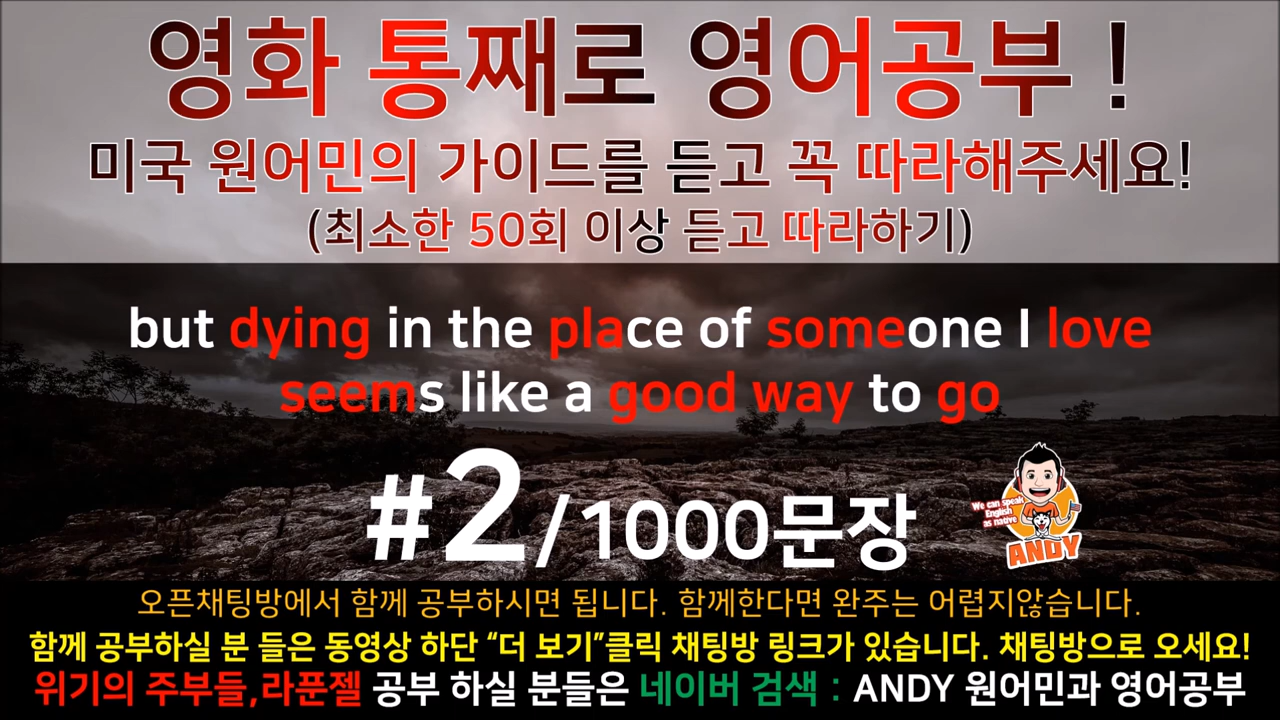 영화 통째로 영어공부 !
미국 원어민의 가이드를 듣고 꼭 따라해주세요!
(최소한 50회 이상 듣고 따라하기)
but dying in the place of someone I love
seems like a good way to go
#2/1000문장
We can speak
English
as native
ANDY
오픈채팅방에서 함께 공부하시면 됩니다. 함께한다면 완주는 어렵지않습니다.
함께 공부하실 분 들은 동영상 하단 “더 보기”클릭 채팅방 링크가 있습니다. 채팅방으로 오세요!
위기의 주부들,라푼젤 공부 하실 분들은 네이버 검색 : ANDY 원어민과 영어공부